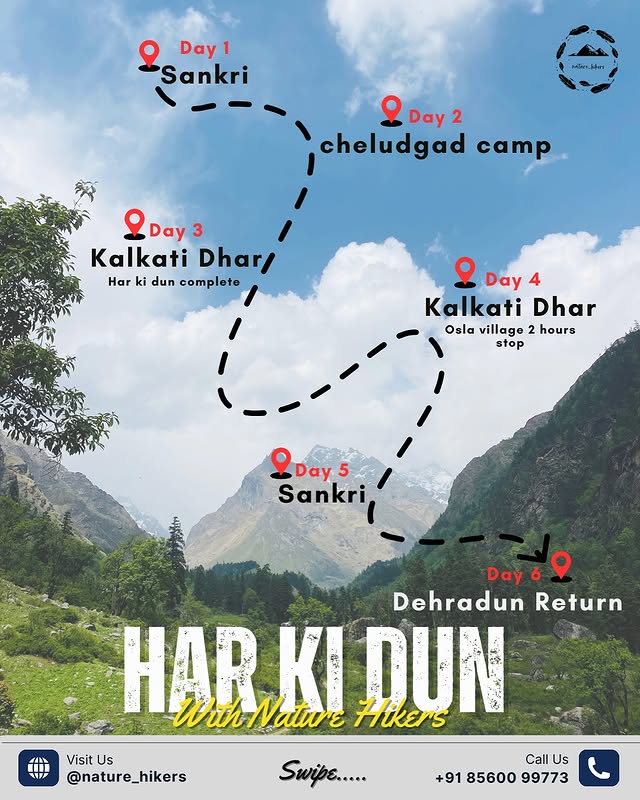 Day 1
Sankri
nature_hikers
Day 2
cheludgad camp
Day 3
Kalkati Dhar
Har ki dun complete
Day 4
Kalkati Dhar
Osla village 2 hours
stop
Day 5
Sankri
Day 6
Dehradun Return
HAR KI DUN
With Nature Hikers
Visit Us
@nature_hikers
Swipe.....
Call Us
+91 85600 99773